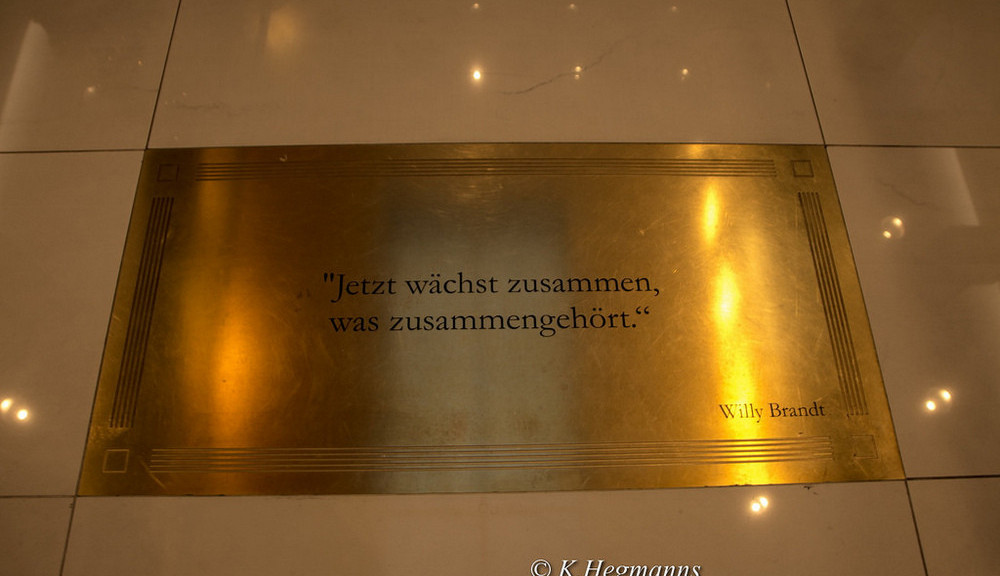 "Jetzt wächst zusammen,
was zusammengehört.“
Willy Brandt
© K Hegmanns